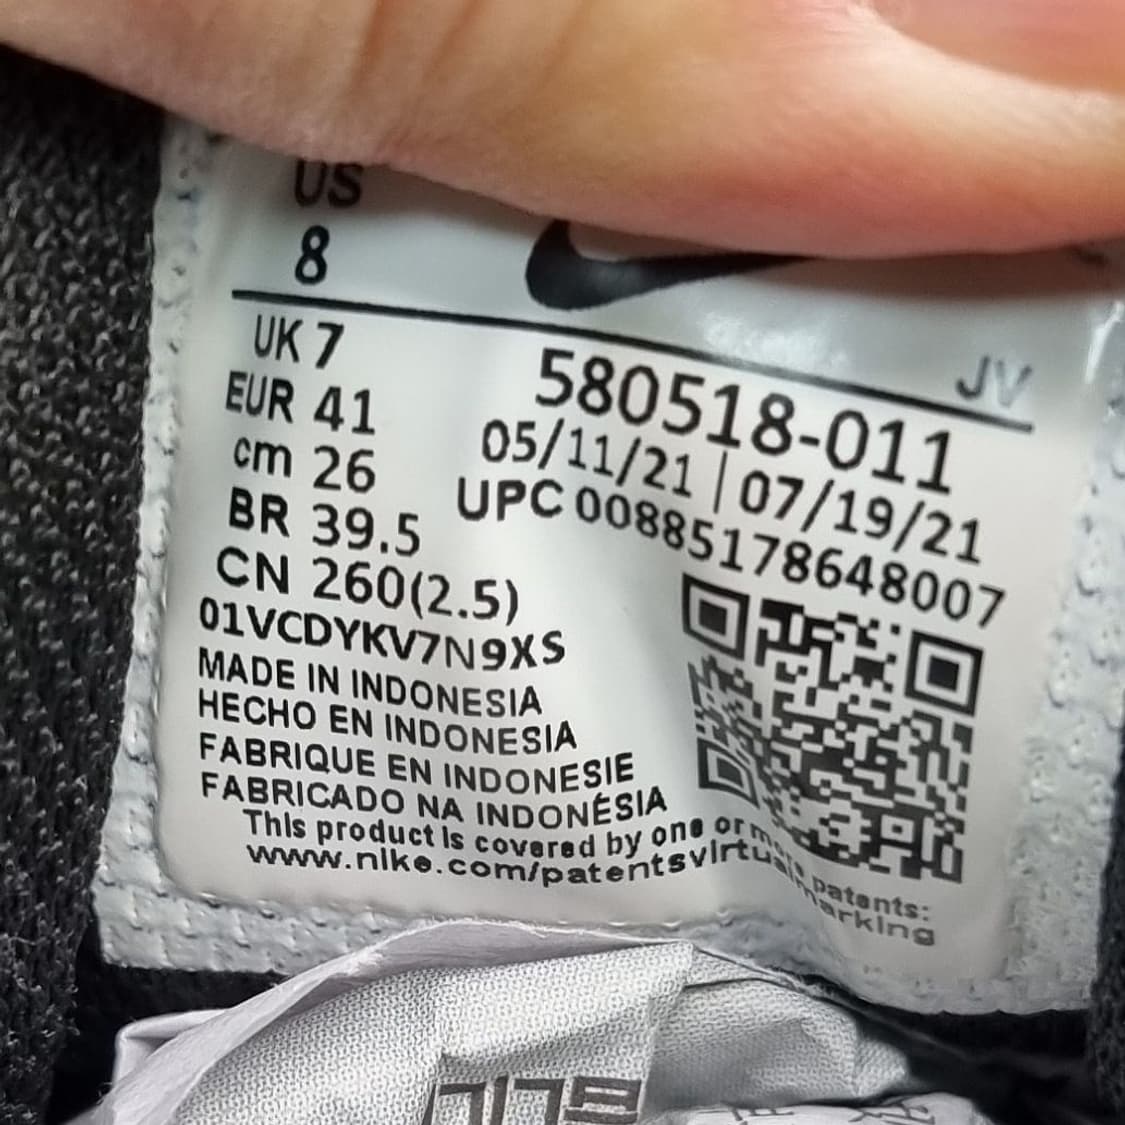 US
8
JV
UK 7
EUR 41
cm 26
BR 39.5
CN 260(2.5)
580518-011
05/11/21 | 07/19/21
UPC 00885178648007
01VCDYKV7N9XS
MADE IN INDONESIA
HECHO EN INDONESIA
FABRIQUE EN INDONESIE
FABRICADO NA INDONÉSIA
This product is covered by one or more patents:
www.nike.com/patentsvirtualmarking